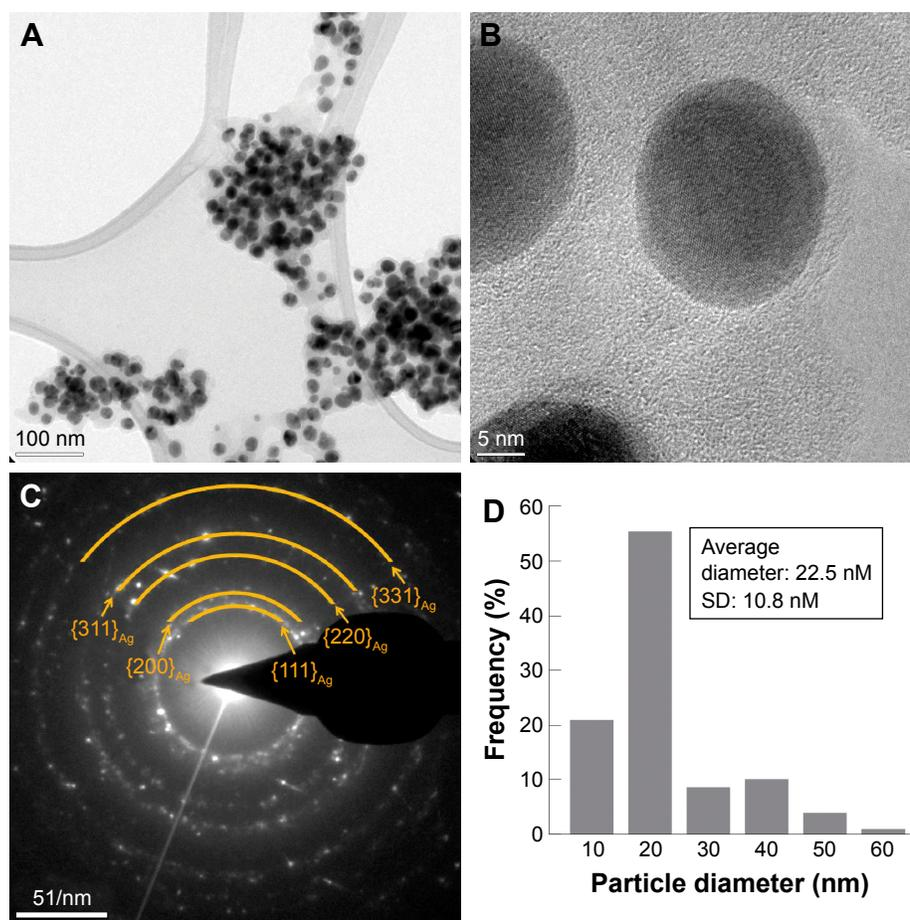 A
100 nm
B
5 nm
C
{311}Ag
{200}Ag
{111}Ag
{220}Ag
{331}Ag
51/nm
D
Frequency (%)
60
50
40
30
20
10
0
Average
diameter: 22.5 nM
SD: 10.8 nM
10 20 30 40 50 60
Particle diameter (nm)